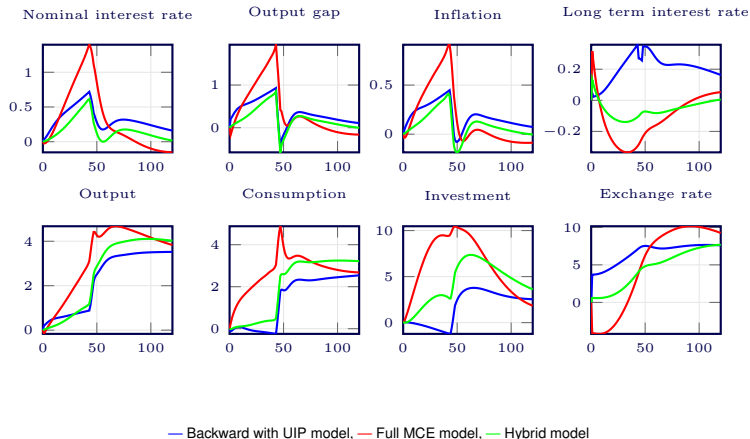 Nominal interest rate Output gap Inflation Long term interest rate
1
0.5
0
0 50 100
1
0
0 50 100
1
0.5
0
0 50 100
0.2
0
−0.2
0 50 100
Output Consumption Investment Exchange rate
4
2
0
0 50 100
4
2
0
0 50 100
10
5
0
0 50 100
10
5
0
0 50 100
Backward with UIP model, Full MCE model, Hybrid model